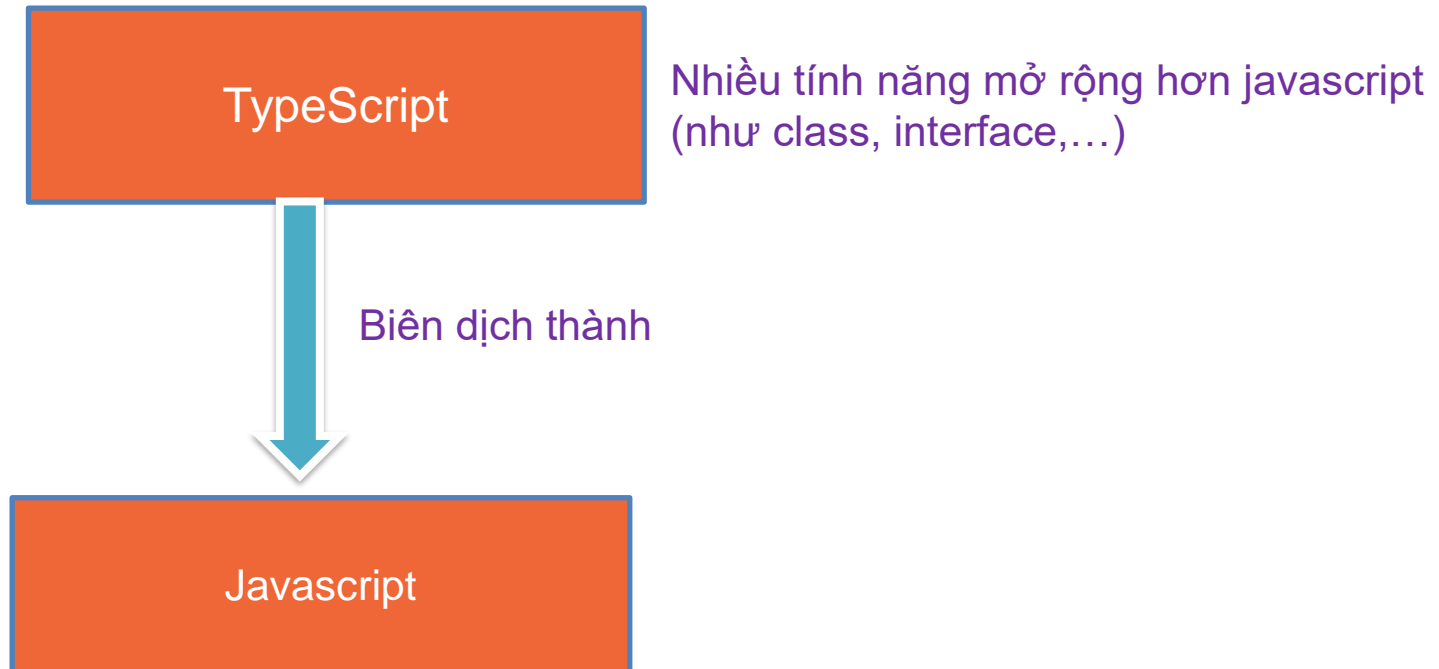 TypeScript
Nhiều tính năng mở rộng hơn javascript
(như class, interface,…)
Biên dịch thành
Javascript